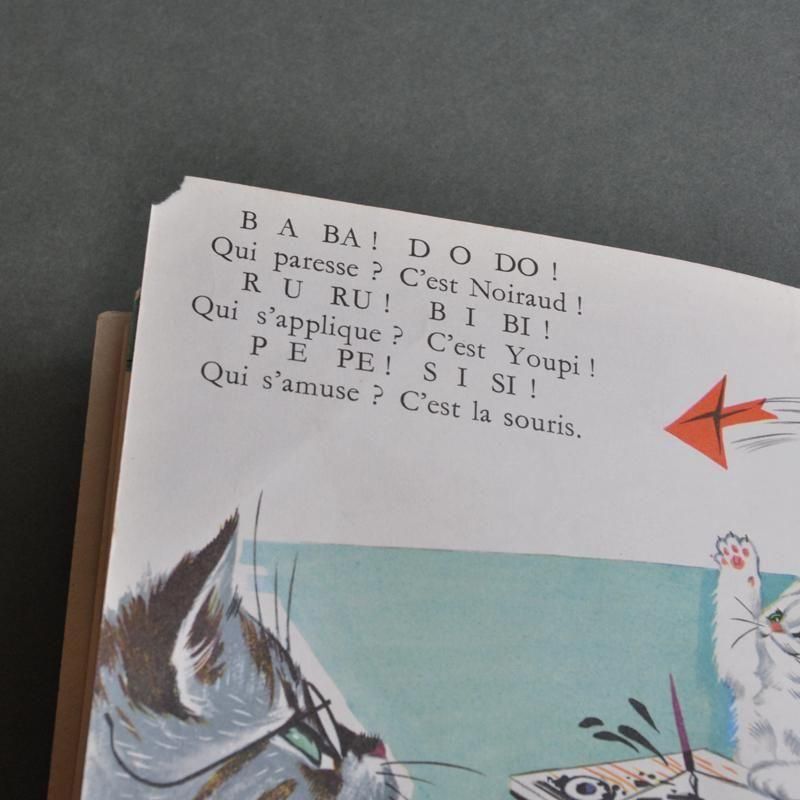 B A BA ! D O DO !
Qui paresse ? C'est Noiraud !
R U RU ! B I BI !
Qui s'applique ? C'est Youpi !
P E PE ! S I SI !
Qui s'amuse ? C'est la souris.